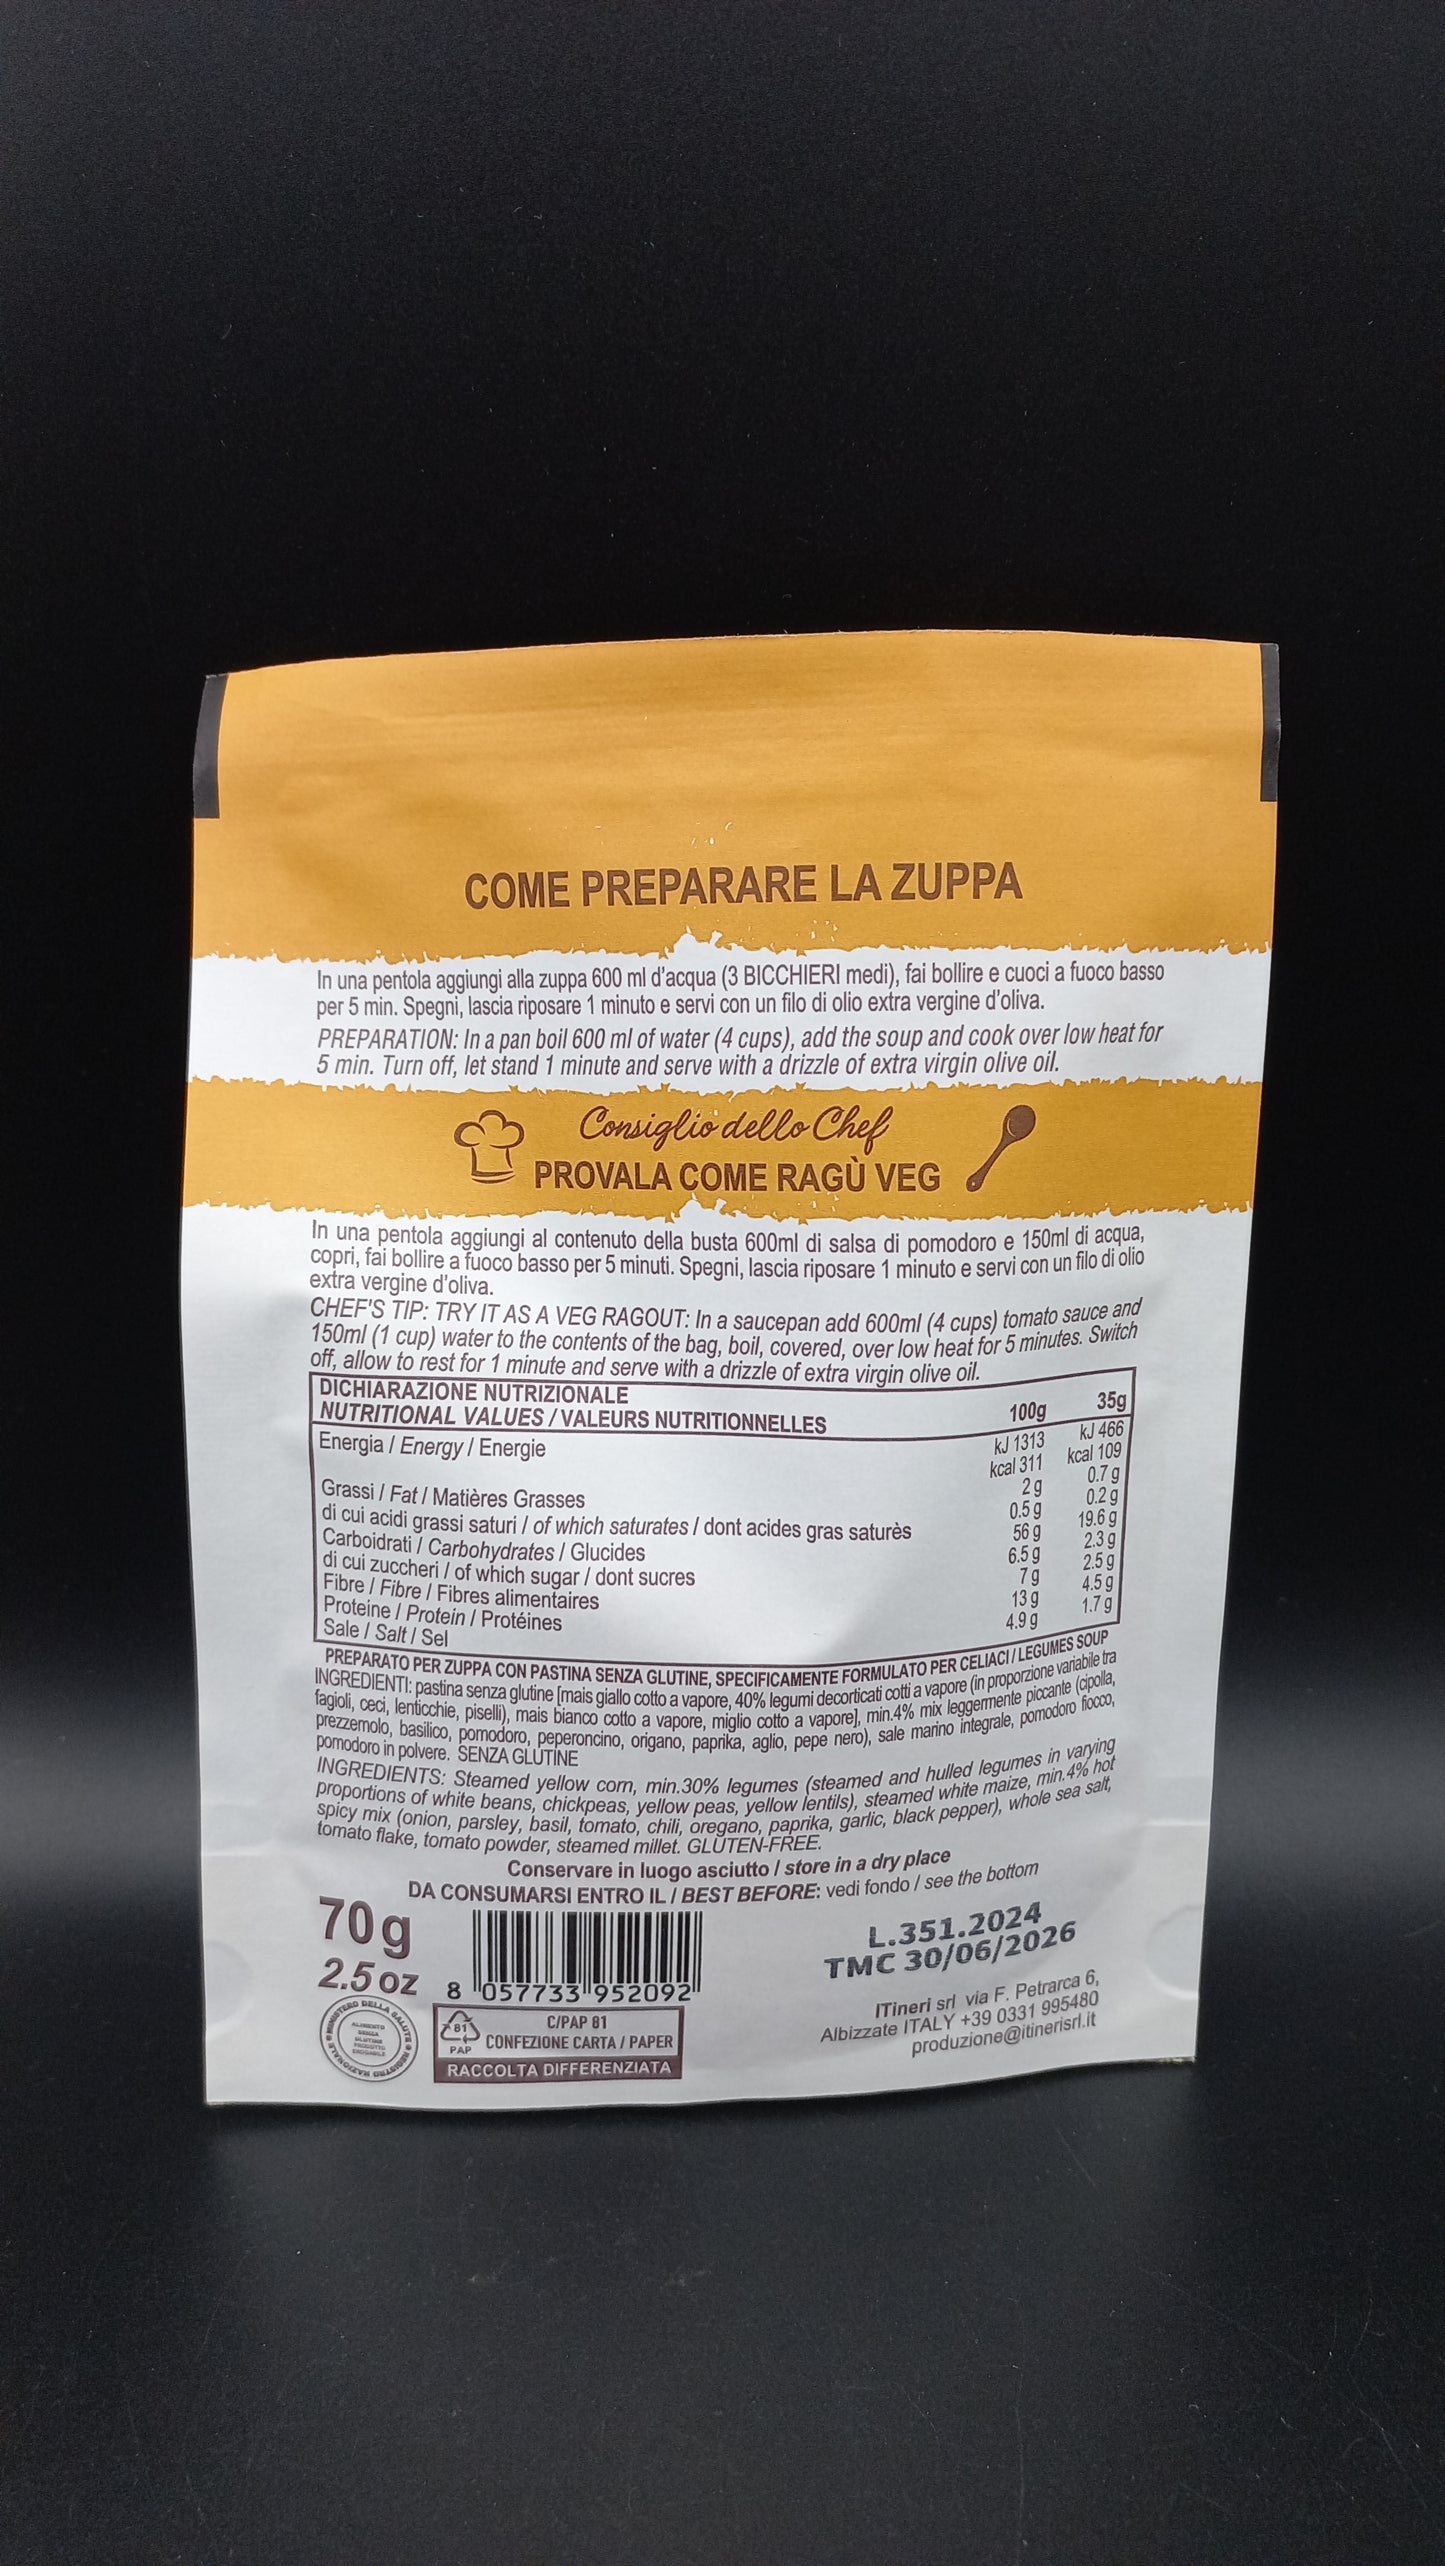 COME PREPARARE LA ZUPPA
In una pentola aggiungi alla zuppa 600 ml d'acqua (3 BICCHIERI medi), fai bollire e cuoci a fuoco basso
per 5 min. Spegni, lascia riposare 1 minuto e servi con un filo di olio extra vergine d'oliva.
PREPARATION: In a pan boil 600 ml of water (4 cups), add the soup and cook over low heat for
5 min. Turn off, let stand 1 minute and serve with a drizzle of extra virgin olive oil.
Consiglio dello Chef
PROVALA COME RAGÙ VEG
In una pentola aggiungi al contenuto della busta 600ml di salsa di pomodoro e 150ml di acqua,
copri, fai bollire a fuoco basso per 5 minuti. Spegni, lascia riposare 1 minuto e servi con un filo di olio
extra vergine d'oliva.
CHEF'S TIP: TRY IT AS A VEG RAGOUT: In a saucepan add 600ml (4 cups) tomato sauce and
150ml (1 cup) water to the contents of the bag, boil, covered, over low heat for 5 minutes. Switch
off, allow to rest for 1 minute and serve with a drizzle of extra virgin olive oil.
DICHIARAZIONE NUTRIZIONALE
NUTRITIONAL VALUES / VALEURS NUTRITIONNELLES 100g 35g
Energia / Energy / Energie kJ 1313 kJ 466
kcal 311 kcal 109
Grassi / Fat / Matières Grasses 2 g 0.7 g
di cui acidi grassi saturi / of which saturates / dont acides gras saturès 0.5 g 0.2 g
Carboidrati / Carbohydrates / Glucides 56 g 19.6 g
di cui zuccheri / of which sugar / dont sucres 6.5 g 2.3 g
Fibre / Fibre / Fibres alimentaires 7 g 2.5 g
Proteine / Protein / Protéines 13 g 4.5 g
Sale / Salt / Sel 4.9 g 1.7 g
PREPARATO PER ZUPPA CON PASTINA SENZA GLUTINE, SPECIFICAMENTE FORMULATO PER CELIACI / LEGUMES SOUP
INGREDIENTI: pastina senza glutine [mais giallo cotto a vapore, 40% legumi decorticati cotti a vapore (in proporzione variabile tra
fagioli, ceci, lenticchie, piselli), mais bianco cotto a vapore, miglio cotto a vapore], min.4% mix leggermente piccante (cipolla,
prezzemolo, basilico, pomodoro, peperoncino, origano, paprika, aglio, pepe nero), sale marino integrale, pomodoro fiocco,
pomodoro in polvere. SENZA GLUTINE
INGREDIENTS: Steamed yellow corn, min.30% legumes (steamed and hulled legumes in varying
proportions of white beans, chickpeas, yellow peas, yellow lentils), steamed white maize, min.4% hot
spicy mix (onion, parsley, basil, tomato, chili, oregano, paprika, garlic, black pepper), whole sea salt,
tomato flake, tomato powder, steamed millet. GLUTEN-FREE.
Conservare in luogo asciutto / store in a dry place
DA CONSUMARSI ENTRO IL / BEST BEFORE: vedi fondo / see the bottom
70g
2.5 oz
8 057733 952092
L.351.2024
TMC 30/06/2026
ITineri srl via F. Petrarca 6,
Albizzate ITALY +39 0331 995480
produzione@itinerisrl.it
MINISTERO DELLA SALUTE REGISTRO NAZIONALE
ALIMENTO
SENZA
GLUTINE
PRODOTTO
EROGABILE
81
PAP
C/PAP 81
CONFEZIONE CARTA / PAPER
RACCOLTA DIFFERENZIATA